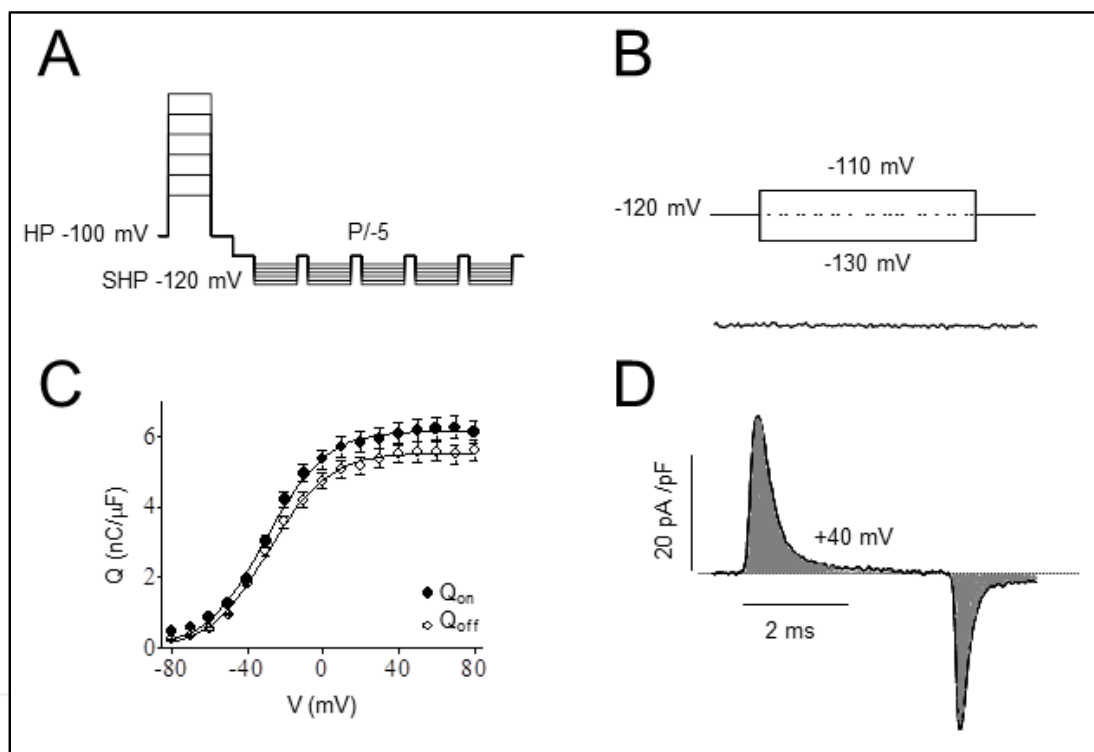 A
HP -100 mV
P/-5
SHP -120 mV
B
-110 mV
-120 mV
-130 mV
C
6
4
2
0
Q (nC/µF)
Qon
Qoff
-80
-40
0
40
80
V (mV)
D
20 pA /pF
+40 mV
2 ms